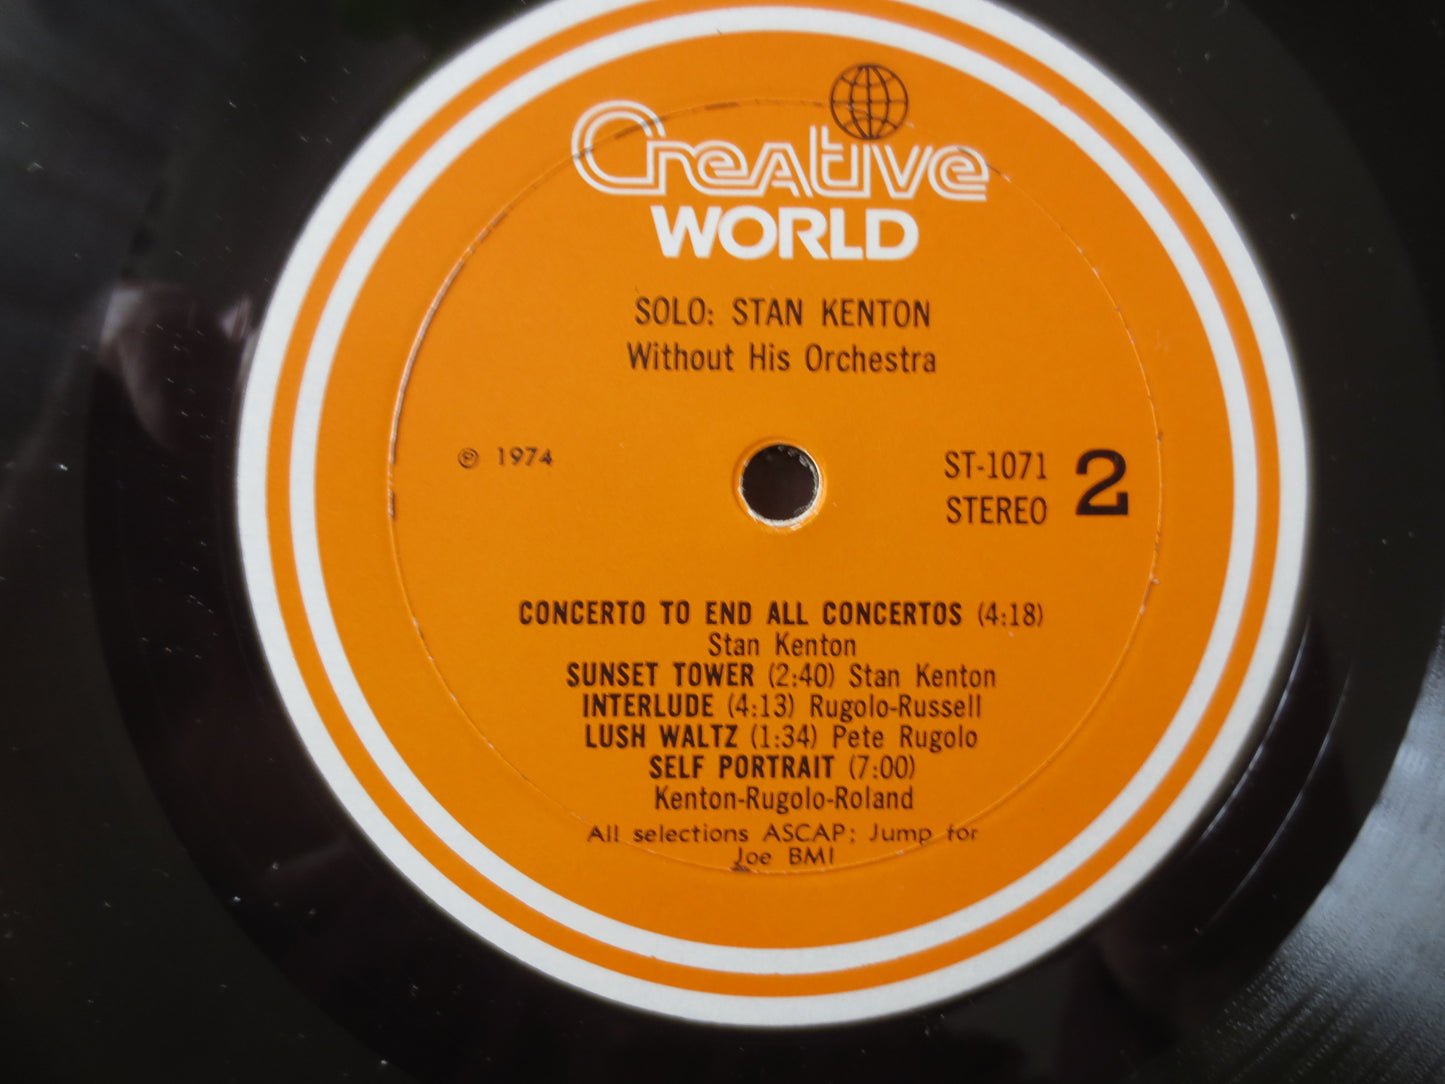 Creative
WORLD
SOLO: STAN KENTON
Without His Orchestra
℗ 1974
ST-1071 2
STEREO
CONCERTO TO END ALL CONCERTOS (4:18)
Stan Kenton
SUNSET TOWER (2:40) Stan Kenton
INTERLUDE (4:13) Rugolo-Russell
LUSH WALTZ (1:34) Pete Rugolo
SELF PORTRAIT (7:00)
Kenton-Rugolo-Roland
All selections ASCAP; Jump for
Joe BMI